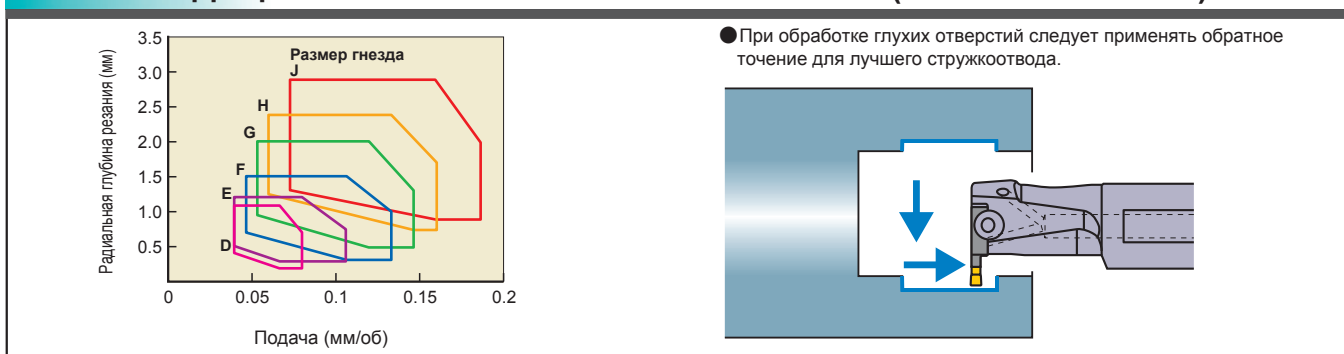 3.5
3.0
2.5
2.0
1.5
1.0
0.5
0
0.05
0.1
0.15
0.2
Радиальная глубина резания (мм)
Подача (мм/об)
Размер гнезда
J
H
G
F
E
D
●При обработке глухих отверстий следует применять обратное
точение для лучшего стружкоотвода.